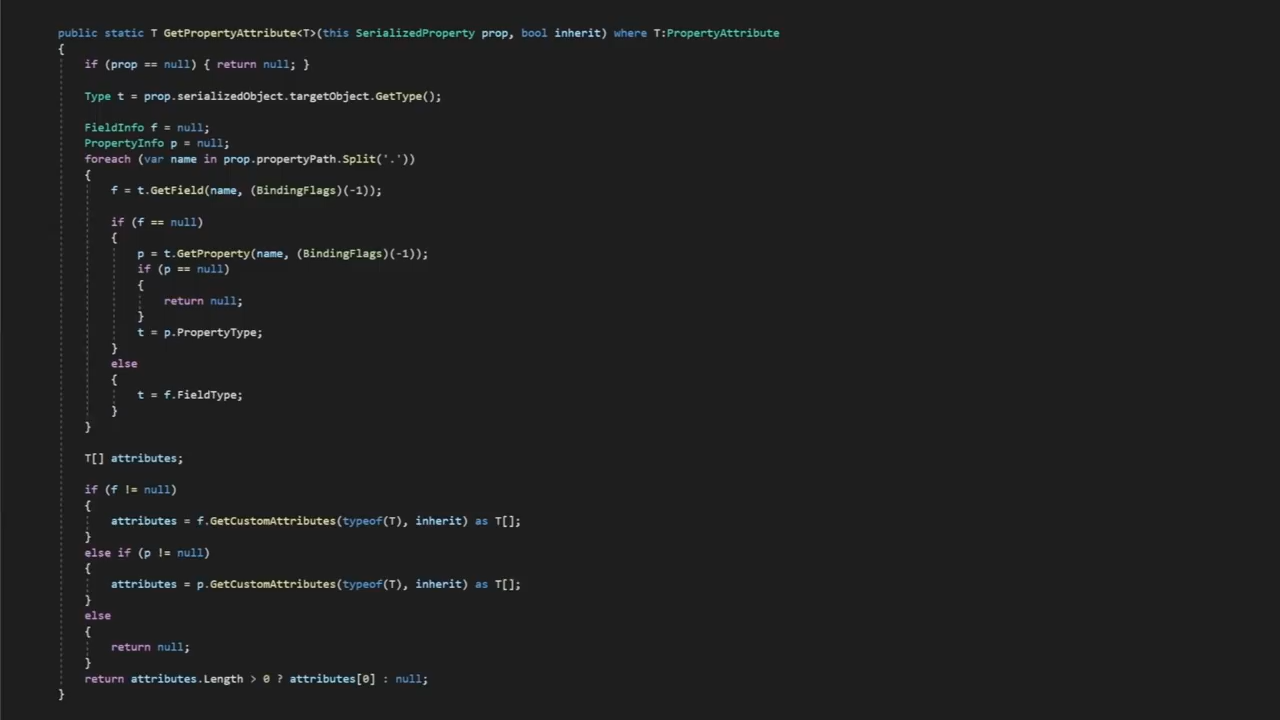 public static T GetPropertyAttribute<T>(this SerializedProperty prop, bool inherit) where T:PropertyAttribute
{
if (prop == null) { return null; }
Type t = prop.serializedObject.targetObject.GetType();
FieldInfo f = null;
PropertyInfo p = null;
foreach (var name in prop.propertyPath.Split('.'))
{
f = t.GetField(name, (BindingFlags)(-1));
if (f == null)
{
p = t.GetProperty(name, (BindingFlags)(-1));
if (p == null)
{
return null;
}
t = p.PropertyType;
}
else
{
t = f.FieldType;
}
}
T[] attributes;
if (f != null)
{
attributes = f.GetCustomAttributes(typeof(T), inherit) as T[];
}
else if (p != null)
{
attributes = p.GetCustomAttributes(typeof(T), inherit) as T[];
}
else
{
return null;
}
return attributes.Length > 0 ? attributes[0] : null;
}